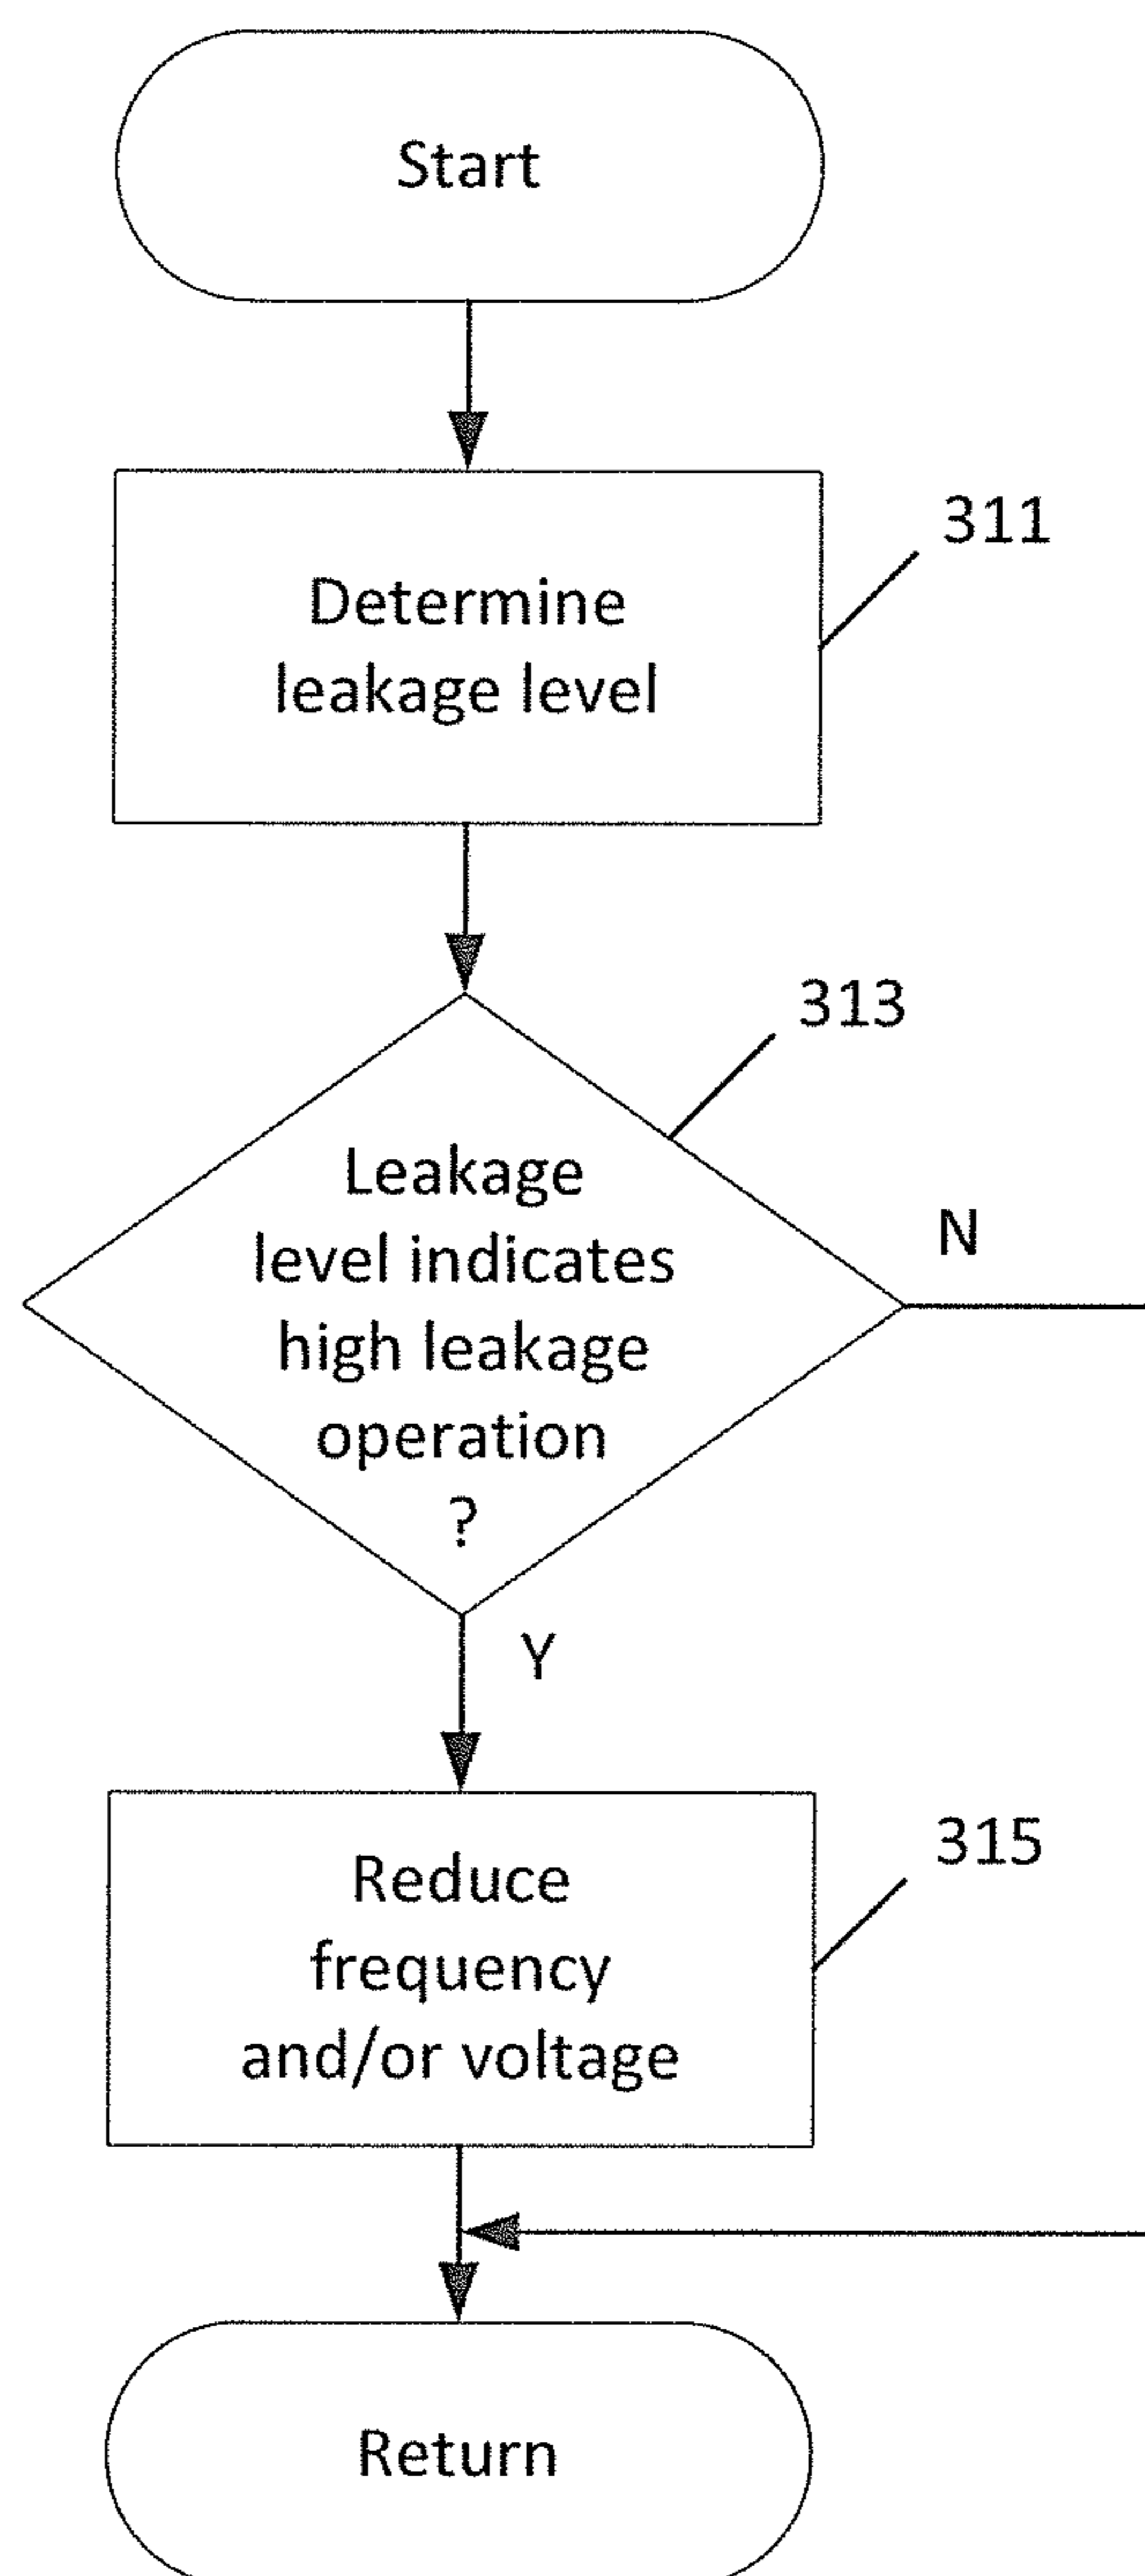 Start
311
Determine
leakage level
313
Leakage
level indicates
high leakage
operation
?
N
Y
315
Reduce
frequency
and/or voltage
Return